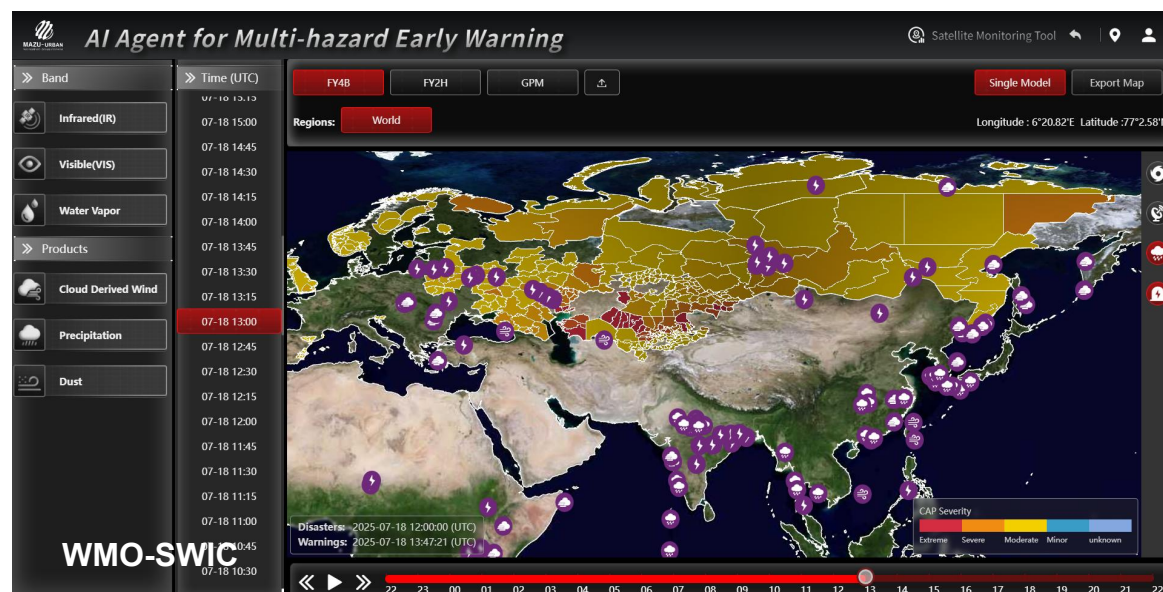 MAZU-URBAN
AI Agent for Multi-hazard Early Warning
Satellite Monitoring Tool
Band
Infrared(IR)
Visible(VIS)
Water Vapor
Products
Cloud Derived Wind
Precipitation
Dust
Time (UTC)
07-18 15:15
07-18 15:00
07-18 14:45
07-18 14:30
07-18 14:15
07-18 14:00
07-18 13:45
07-18 13:30
07-18 13:15
07-18 13:00
07-18 12:45
07-18 12:30
07-18 12:15
07-18 12:00
07-18 11:45
07-18 11:30
07-18 11:15
07-18 11:00
07-18 10:45
07-18 10:30
WMO-SWIC
FY4B
FY2H
GPM
Single Model
Export Map
Regions:
World
Longitude : 6°20.82'E Latitude :77°2.58'N
Disasters: 2025-07-18 12:00:00 (UTC)
Warnings: 2025-07-18 13:47:21 (UTC)
CAP Severity
Extreme Severe Moderate Minor unknown
22 23 00 01 02 03 04 05 06 07 08 09 10 11 12 13 14 15 16 17 18 19 20 21 22